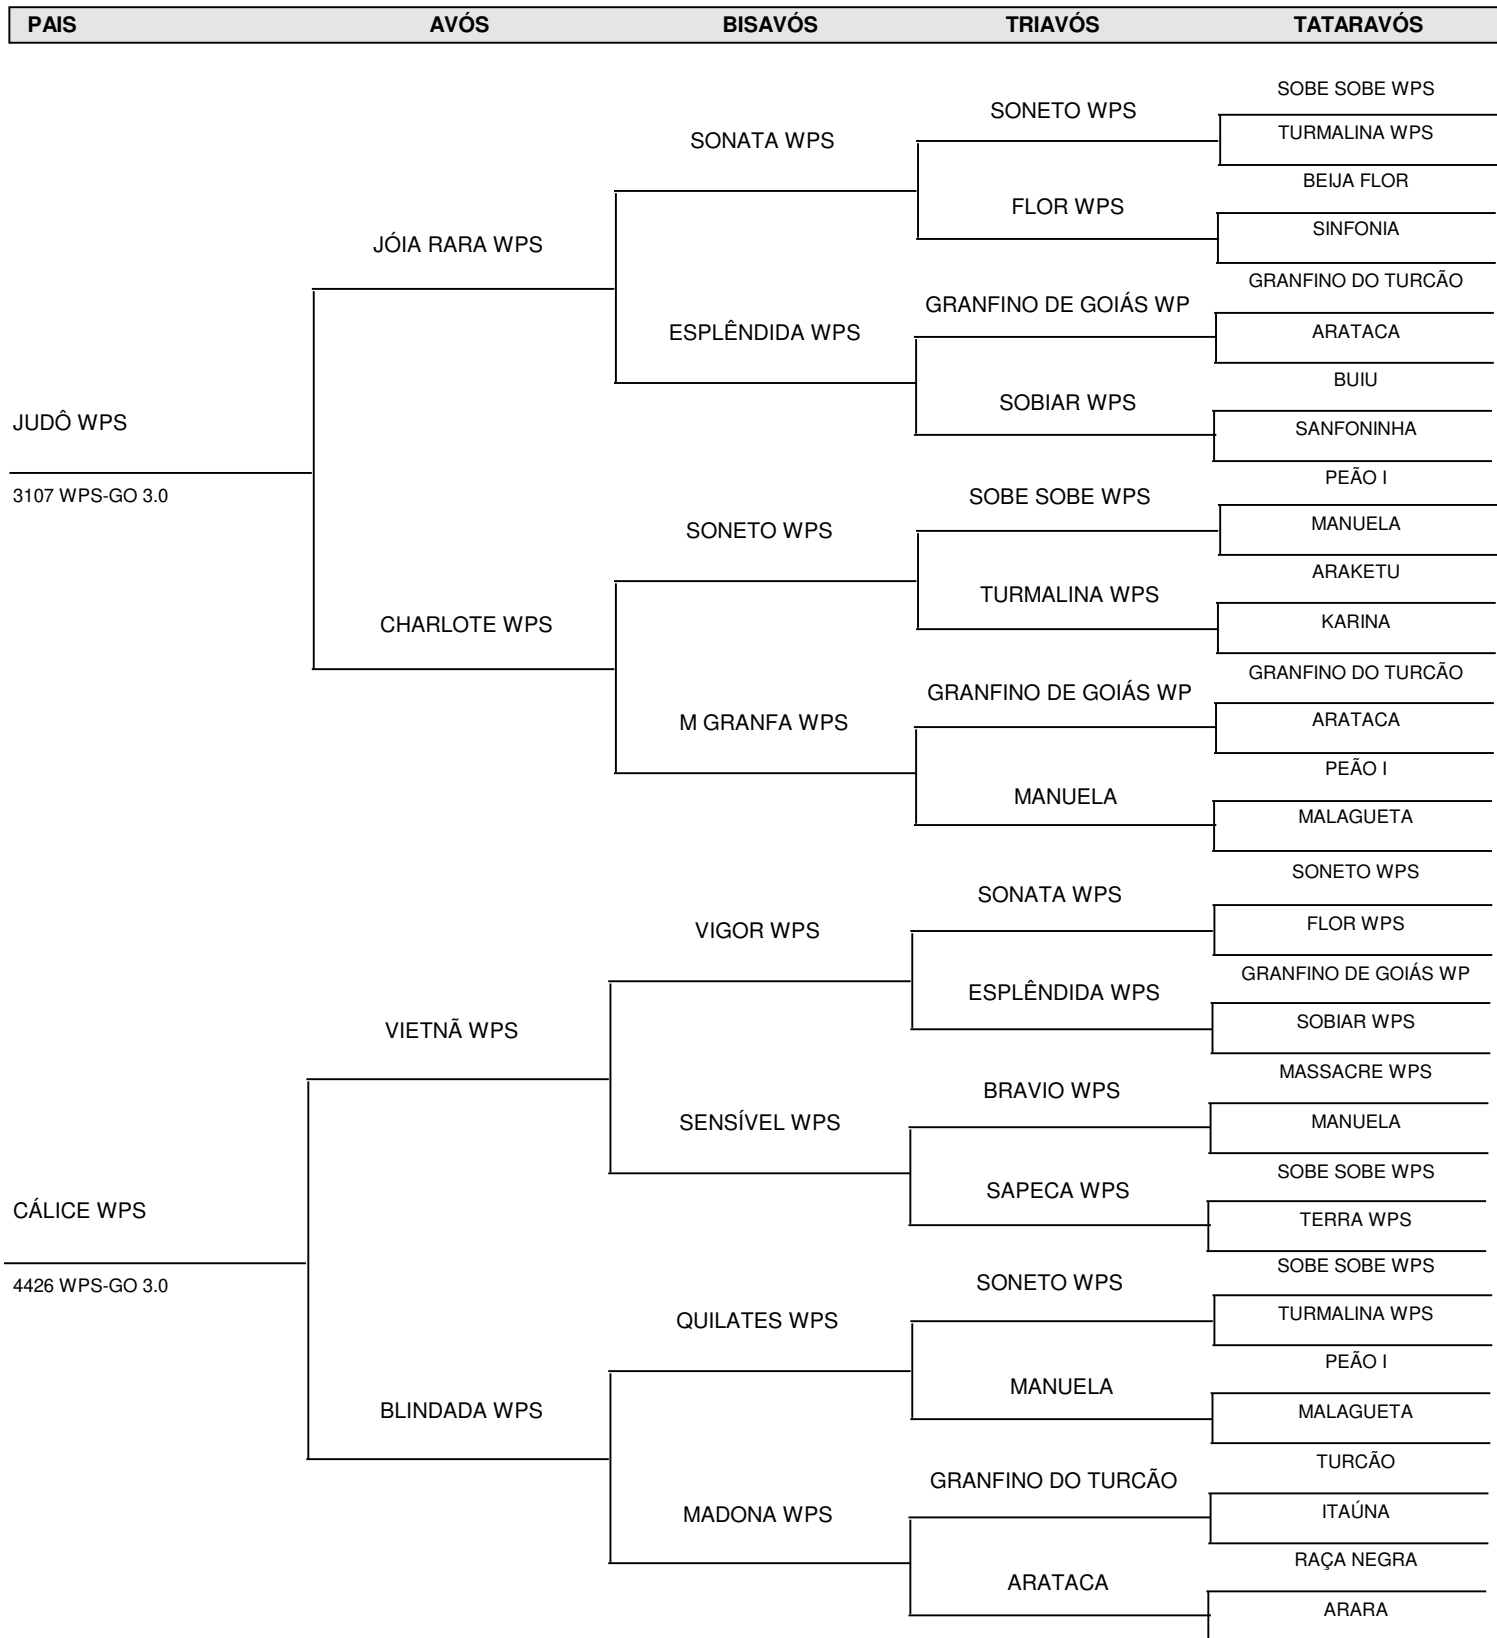 PAIS AVÓS BISAVÓS TRIAVÓS TATARAVÓS
SOBE SOBE WPS
SONETO WPS
TURMALINA WPS
SONATA WPS
BEIJA FLOR
FLOR WPS
SINFONIA
JÓIA RARA WPS
GRANFINO DO TURCÃO
GRANFINO DE GOIÁS WP
ARATACA
ESPLÊNDIDA WPS
BUIU
SOBIAR WPS
SANFONINHA
JUDÔ WPS
3107 WPS-GO 3.0
PEÃO I
SOBE SOBE WPS
MANUELA
SONETO WPS
ARAKETU
TURMALINA WPS
KARINA
CHARLOTE WPS
GRANFINO DO TURCÃO
GRANFINO DE GOIÁS WP
ARATACA
M GRANFA WPS
PEÃO I
MANUELA
MALAGUETA
SONETO WPS
SONATA WPS
FLOR WPS
VIGOR WPS
GRANFINO DE GOIÁS WP
ESPLÊNDIDA WPS
SOBIAR WPS
VIETNÃ WPS
MASSACRE WPS
BRAVIO WPS
MANUELA
SENSÍVEL WPS
SOBE SOBE WPS
SAPECA WPS
TERRA WPS
CÁLICE WPS
4426 WPS-GO 3.0
SOBE SOBE WPS
SONETO WPS
TURMALINA WPS
QUILATES WPS
PEÃO I
MANUELA
MALAGUETA
BLINDADA WPS
TURCÃO
GRANFINO DO TURCÃO
ITAÚNA
MADONA WPS
RAÇA NEGRA
ARATACA
ARARA